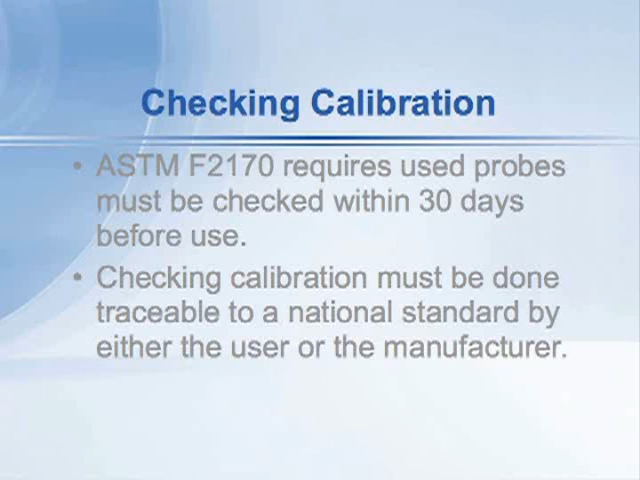 Checking Calibration
• ASTM F2170 requires used probes
must be checked within 30 days
before use.
• Checking calibration must be done
traceable to a national standard by
either the user or the manufacturer.